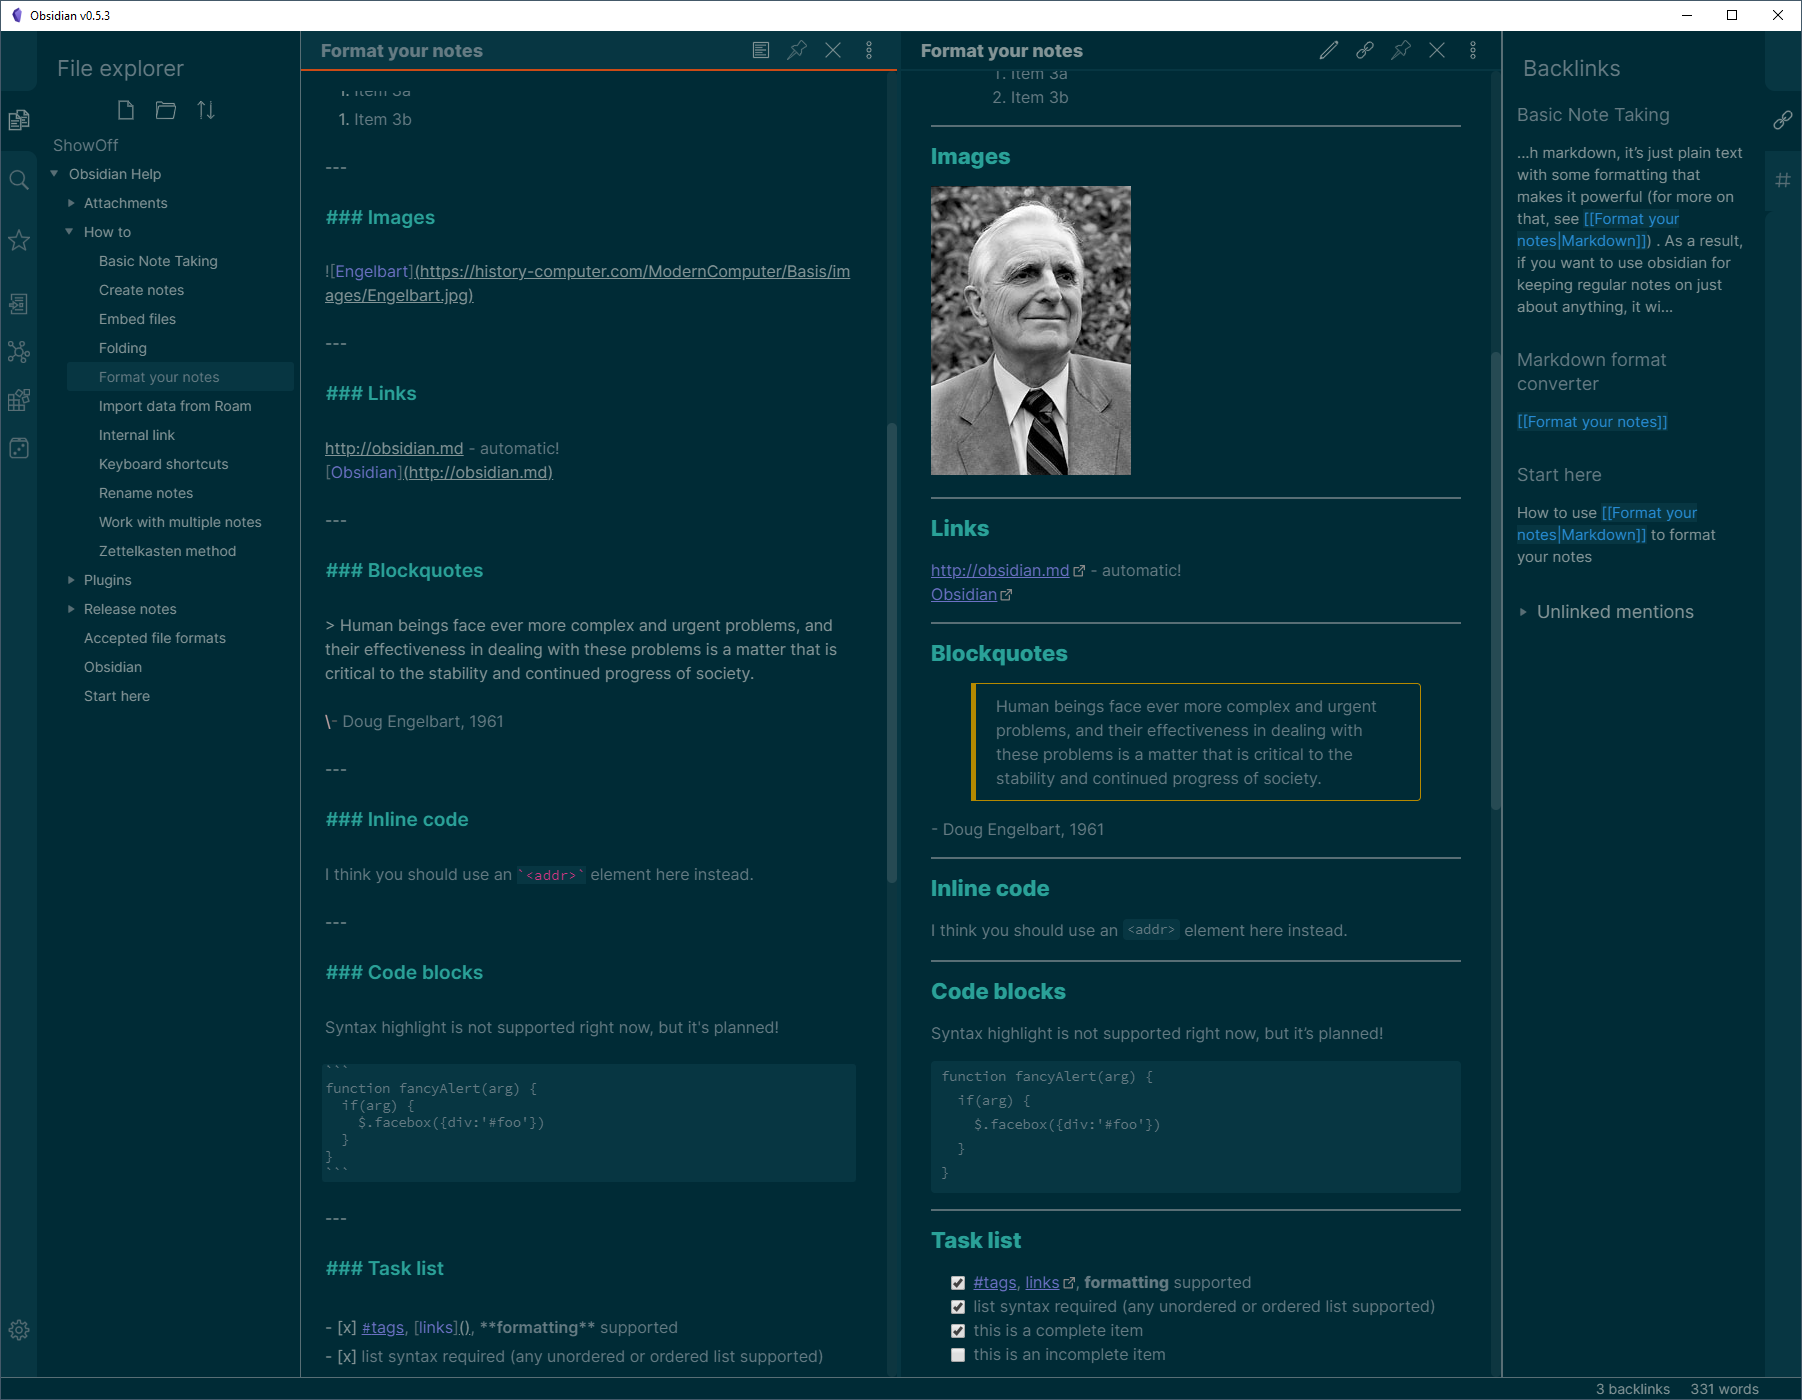 Obsidian v0.5.3
File explorer
ShowOff
Obsidian Help
Attachments
How to
Basic Note Taking
Create notes
Embed files
Folding
Format your notes
Import data from Roam
Internal link
Keyboard shortcuts
Rename notes
Work with multiple notes
Zettelkasten method
Plugins
Release notes
Accepted file formats
Obsidian
Start here
Format your notes
1. Item 3a
1. Item 3b
---
### Images
![Engelbart](https://history-computer.com/ModernComputer/Basis/im
ages/Engelbart.jpg)
---
### Links
http://obsidian.md - automatic!
[Obsidian](http://obsidian.md)
---
### Blockquotes
> Human beings face ever more complex and urgent problems, and
their effectiveness in dealing with these problems is a matter that is
critical to the stability and continued progress of society.
\- Doug Engelbart, 1961
---
### Inline code
I think you should use an `<addr>` element here instead.
---
### Code blocks
Syntax highlight is not supported right now, but it's planned!
```
function fancyAlert(arg) {
  if(arg) {
    $.facebox({div:'#foo'})
  }
}
```
---
### Task list
- [x] #tags, [links](), **formatting** supported
- [x] list syntax required (any unordered or ordered list supported)
Format your notes
1. Item 3a
2. Item 3b
Images
Links
http://obsidian.md - automatic!
Obsidian
Blockquotes
Human beings face ever more complex and urgent
problems, and their effectiveness in dealing with
these problems is a matter that is critical to the
stability and continued progress of society.
- Doug Engelbart, 1961
Inline code
I think you should use an <addr> element here instead.
Code blocks
Syntax highlight is not supported right now, but it’s planned!
function fancyAlert(arg) {
  if(arg) {
    $.facebox({div:'#foo'})
  }
}
Task list
#tags, links, formatting supported
list syntax required (any unordered or ordered list supported)
this is a complete item
this is an incomplete item
Backlinks
Basic Note Taking
...h markdown, it’s just plain text
with some formatting that
makes it powerful (for more on
that, see [[Format your
notes|Markdown]]) . As a result,
if you want to use obsidian for
keeping regular notes on just
about anything, it wi...
Markdown format
converter
[[Format your notes]]
Start here
How to use [[Format your
notes|Markdown]] to format
your notes
Unlinked mentions
3 backlinks 331 words